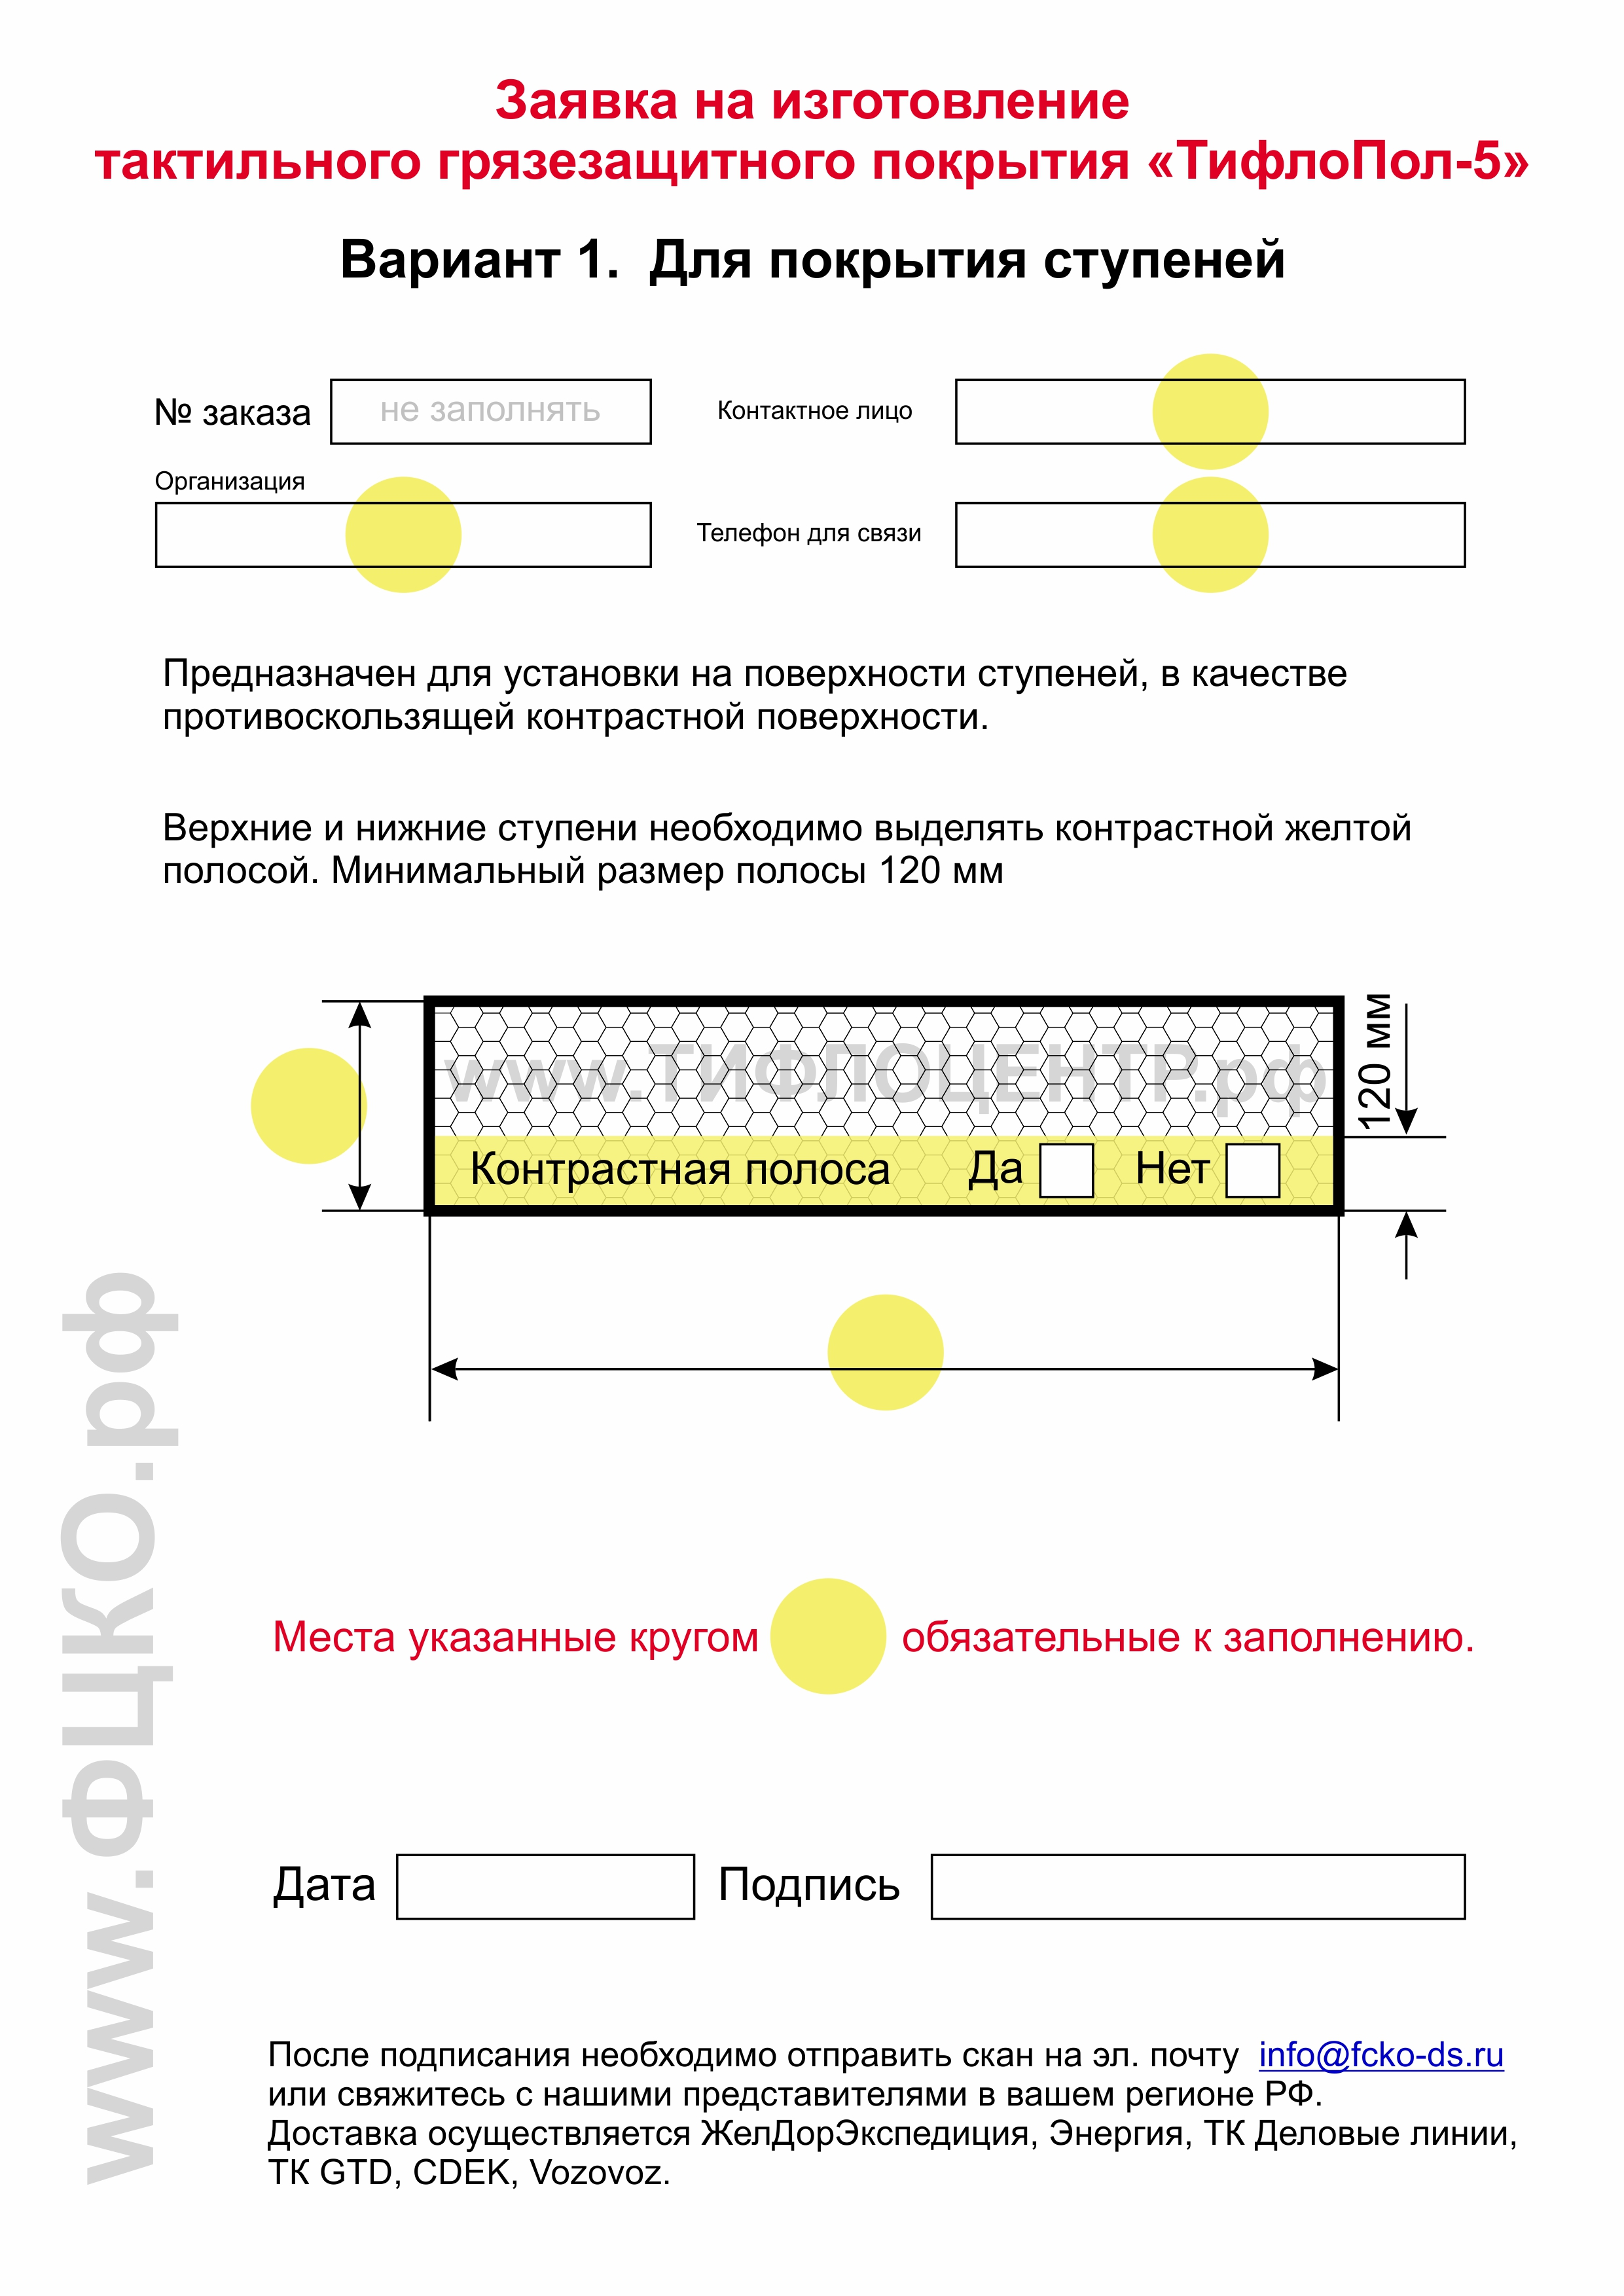 Заявка на изготовление
тактильного грязезащитного покрытия «ТифлоПол-5»
Вариант 1. Для покрытия ступеней
№ заказа
не заполнять
Контактное лицо
Организация
Телефон для связи
Предназначен для установки на поверхности ступеней, в качестве
противоскользящей контрастной поверхности.
Верхние и нижние ступени необходимо выделять контрастной желтой
полосой. Минимальный размер полосы 120 мм
www.ТИФЛОЦЕНТР.рф
120 мм
Контрастная полоса Да Нет
www.ФЦКО.рф
Места указанные кругом обязательные к заполнению.
Дата Подпись
После подписания необходимо отправить скан на эл. почту info@fcko-ds.ru
или свяжитесь с нашими представителями в вашем регионе РФ.
Доставка осуществляется ЖелДорЭкспедиция, Энергия, ТК Деловые линии,
ТК GTD, CDEK, Vozovoz.